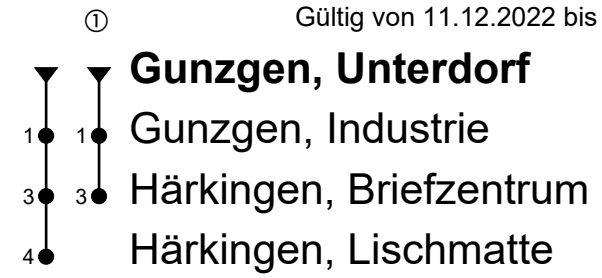 ① Gültig von 11.12.2022 bis
Gunzgen, Unterdorf
1 1 Gunzgen, Industrie
3 3 Härkingen, Briefzentrum
4 Härkingen, Lischmatte